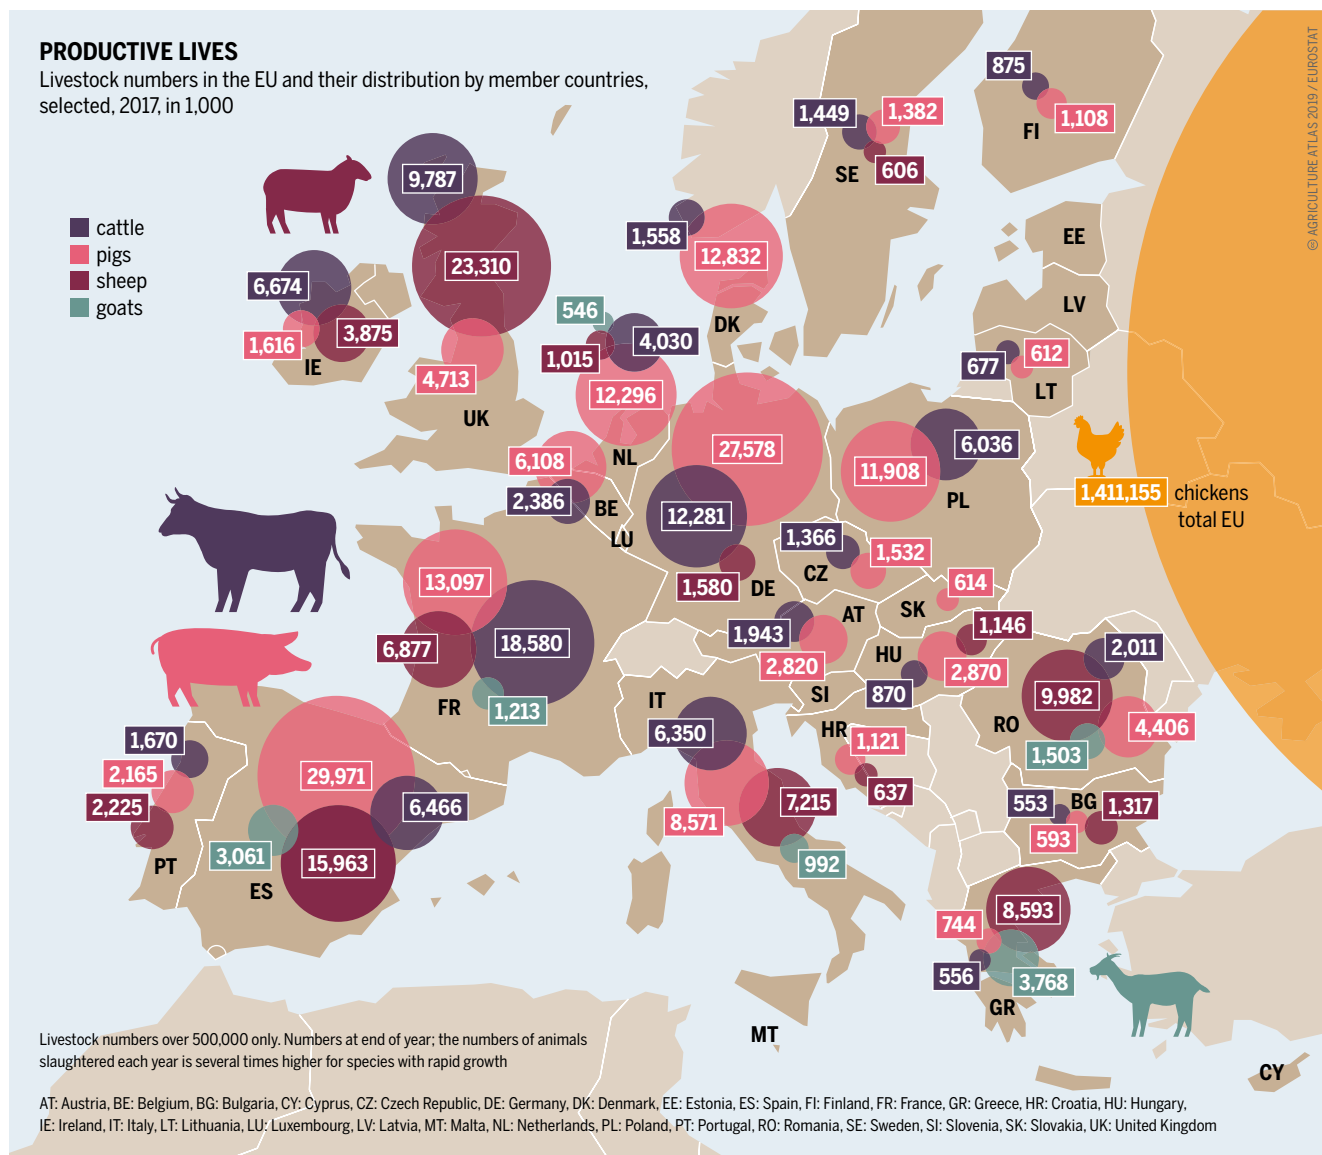 PRODUCTIVE LIVES
Livestock numbers in the EU and their distribution by member countries,
selected, 2017, in 1,000
© AGRICULTURE ATLAS 2019 / EUROSTAT
cattle
pigs
sheep
goats
875
1,108
FI
1,449
1,382
606
SE
9,787
23,310
4,713
UK
6,674
1,616
3,875
IE
1,558
12,832
DK
EE
LV
677
612
LT
546
4,030
1,015
12,296
NL
6,108
2,386
BE
LU
27,578
12,281
1,580
DE
11,908
6,036
PL
1,411,155 chickens
total EU
1,366
1,532
CZ
614
SK
1,943
2,820
AT
1,146
2,870
870
HU
SI
13,097
18,580
6,877
1,213
FR
IT
6,350
8,571
7,215
992
HR
1,121
637
2,011
9,982
4,406
1,503
RO
553
593
1,317
BG
1,670
2,165
2,225
PT
29,971
6,466
3,061
15,963
ES
8,593
744
556
3,768
GR
MT
CY
Livestock numbers over 500,000 only. Numbers at end of year; the numbers of animals
slaughtered each year is several times higher for species with rapid growth
AT: Austria, BE: Belgium, BG: Bulgaria, CY: Cyprus, CZ: Czech Republic, DE: Germany, DK: Denmark, EE: Estonia, ES: Spain, FI: Finland, FR: France, GR: Greece, HR: Croatia, HU: Hungary,
IE: Ireland, IT: Italy, LT: Lithuania, LU: Luxembourg, LV: Latvia, MT: Malta, NL: Netherlands, PL: Poland, PT: Portugal, RO: Romania, SE: Sweden, SI: Slovenia, SK: Slovakia, UK: United Kingdom